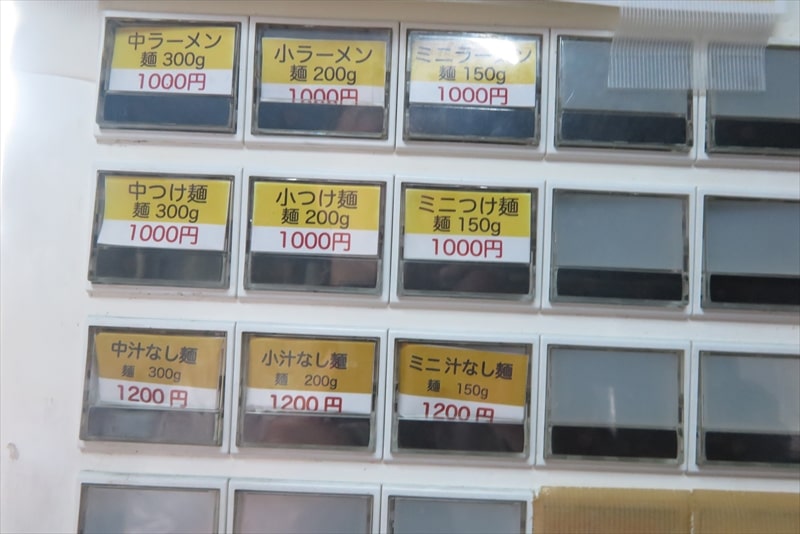 中ラーメン
麺 300g
1000円
小ラーメン
麺 200g
1000円
ミニラーメン
麺 150g
1000円
中つけ麺
麺 300g
1000円
小つけ麺
麺 200g
1000円
ミニつけ麺
麺 150g
1000円
中汁なし麺
麺 300g
1200円
小汁なし麺
麺 200g
1200円
ミニ汁なし麺
麺 150g
1200円